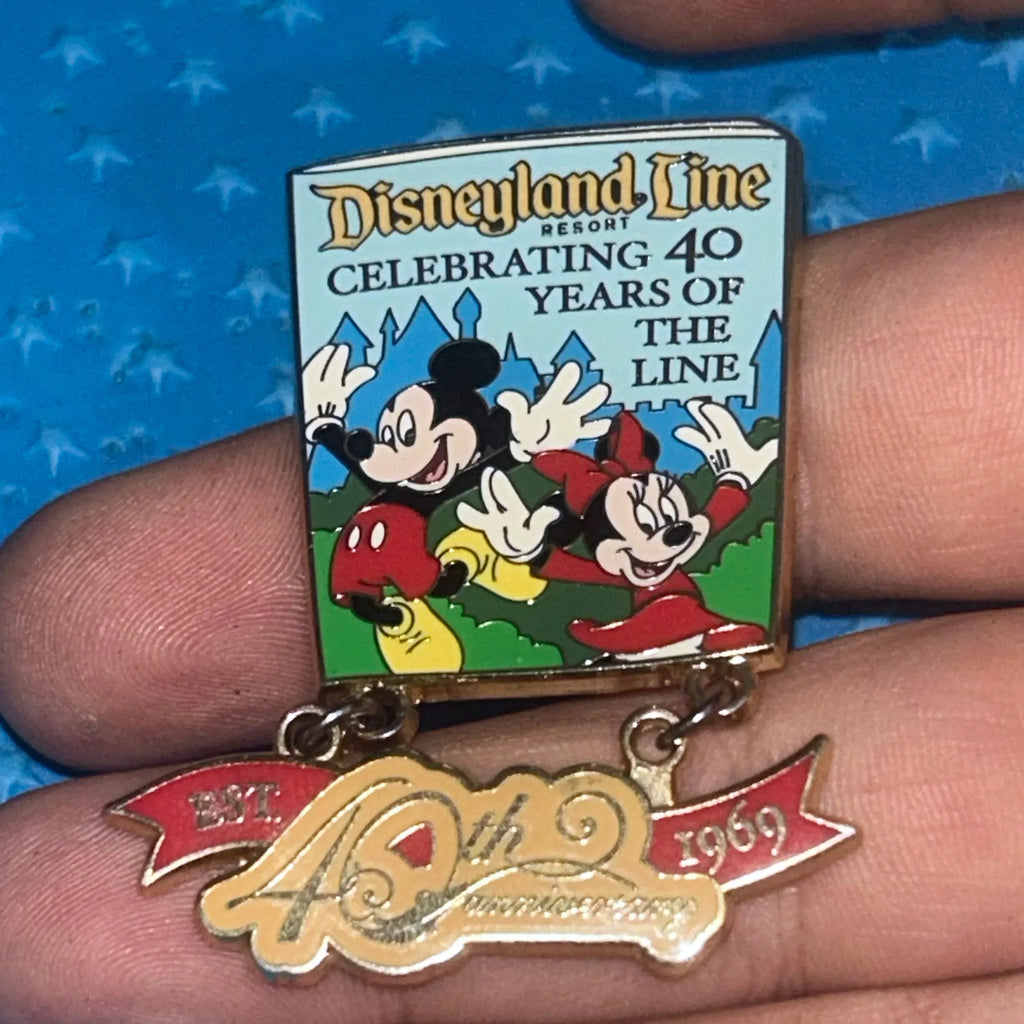 Disneyland Line
RESORT
CELEBRATING 40
YEARS OF
THE
LINE
EST.
40th
1969
anniversary